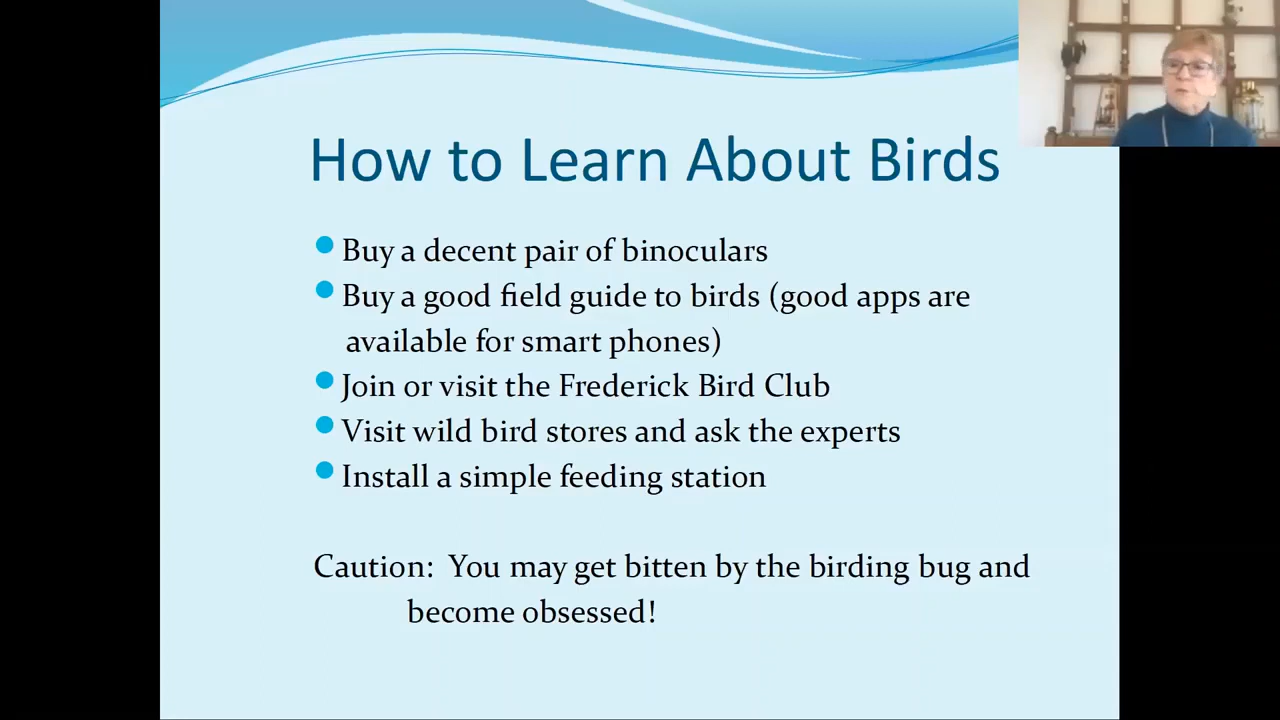 How to Learn About Birds
Buy a decent pair of binoculars
Buy a good field guide to birds (good apps are
available for smart phones)
Join or visit the Frederick Bird Club
Visit wild bird stores and ask the experts
Install a simple feeding station
Caution: You may get bitten by the birding bug and
become obsessed!